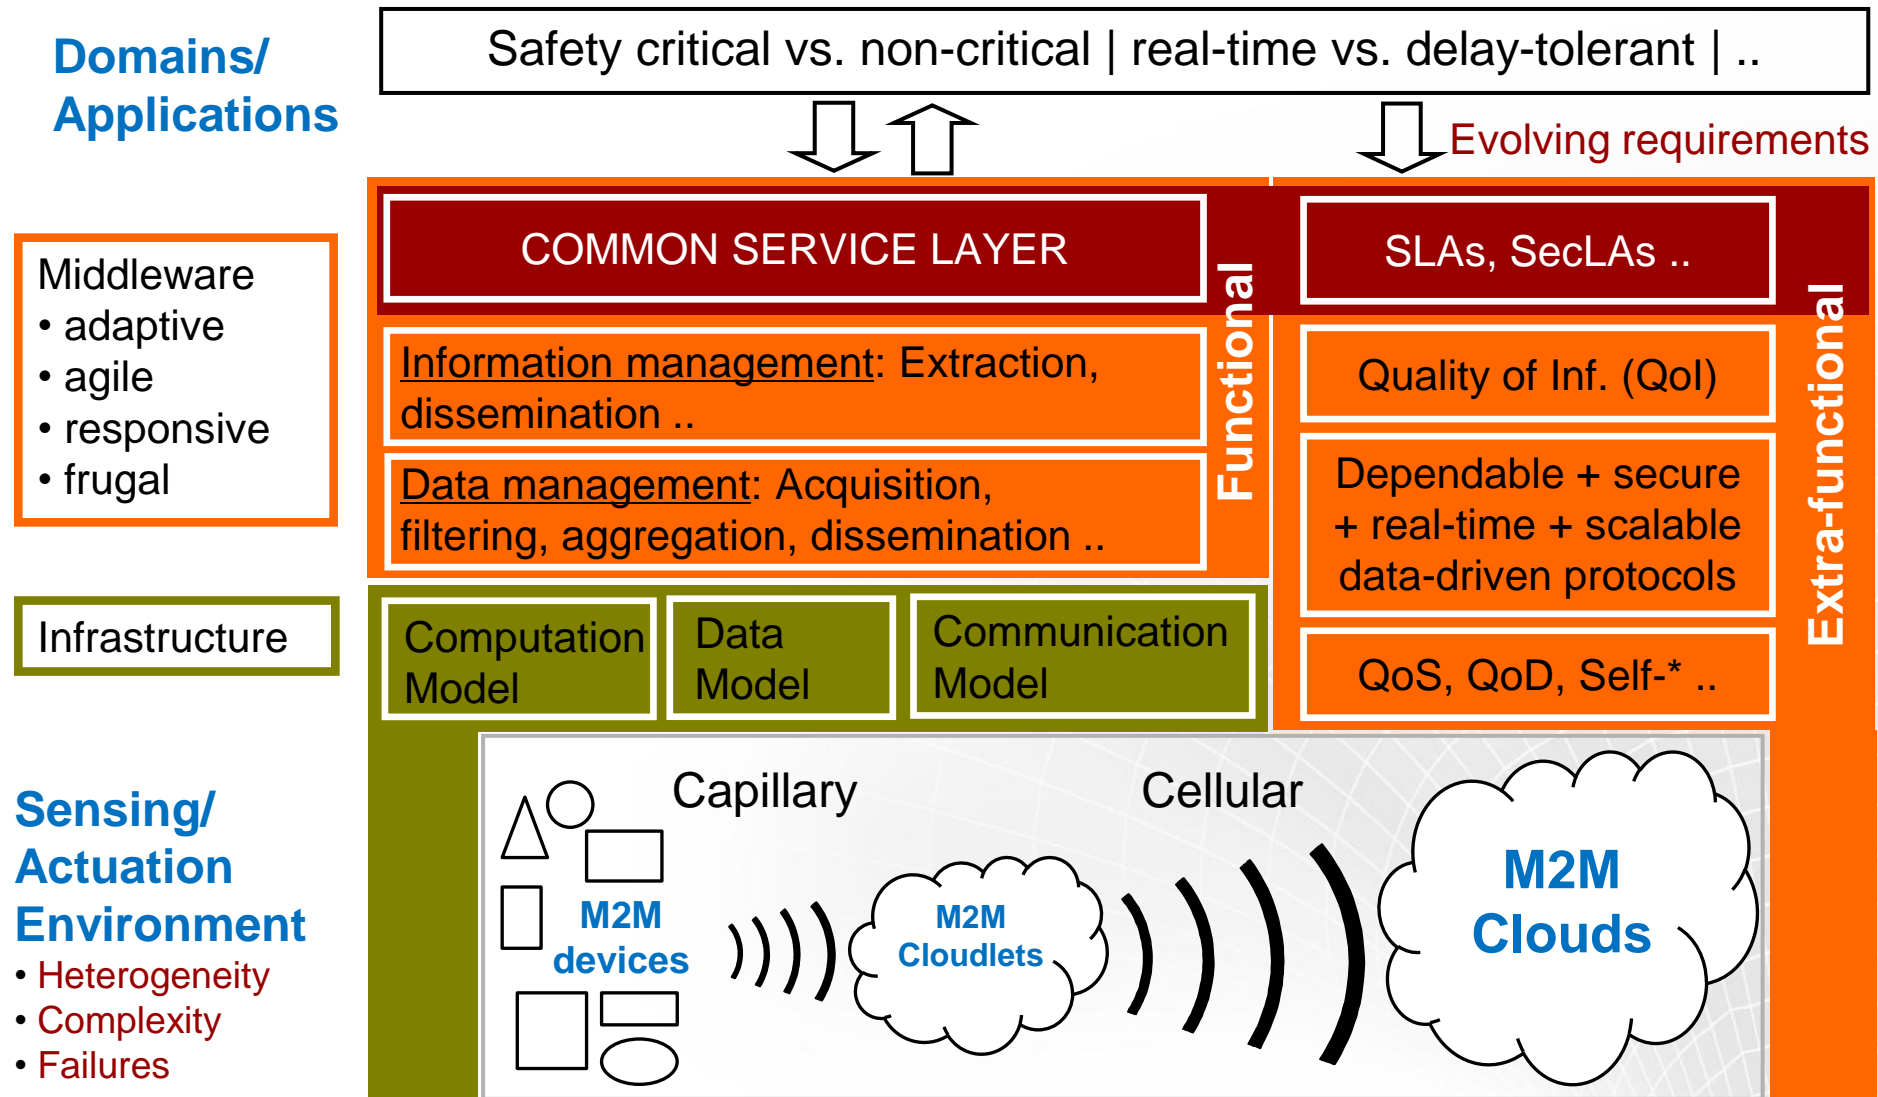 Domains/
Applications
Safety critical vs. non-critical | real-time vs. delay-tolerant | ..
Evolving requirements
Middleware
• adaptive
• agile
• responsive
• frugal
COMMON SERVICE LAYER
Information management: Extraction,
dissemination ..
Data management: Acquisition,
filtering, aggregation, dissemination ..
Functional
SLAs, SecLAs ..
Quality of Inf. (QoI)
Dependable + secure
+ real-time + scalable
data-driven protocols
QoS, QoD, Self-* ..
Extra-functional
Infrastructure
Computation
Model
Data
Model
Communication
Model
Sensing/
Actuation
Environment
• Heterogeneity
• Complexity
• Failures
Capillary
Cellular
M2M
devices
M2M
Cloudlets
M2M
Clouds